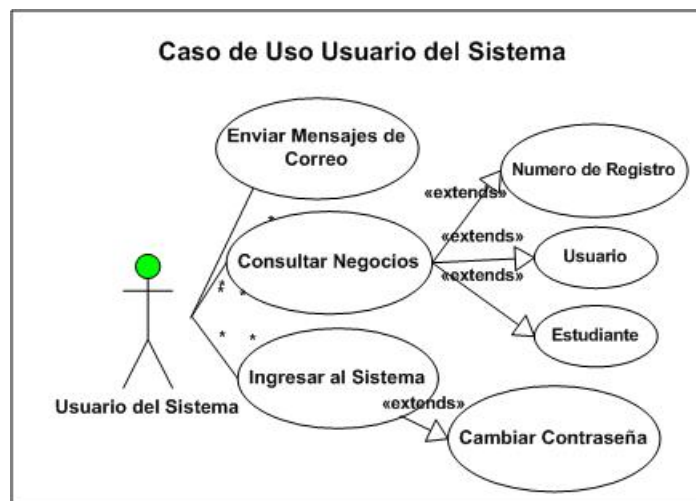 Caso de Uso Usuario del Sistema
Enviar Mensajes de
Correo
Numero de Registro
«extends»
*
«extends»
Consultar Negocios
Usuario
«extends»
*
*
*
Estudiante
*
*
Ingresar al Sistema
Usuario del Sistema
«extends»
Cambiar Contraseña